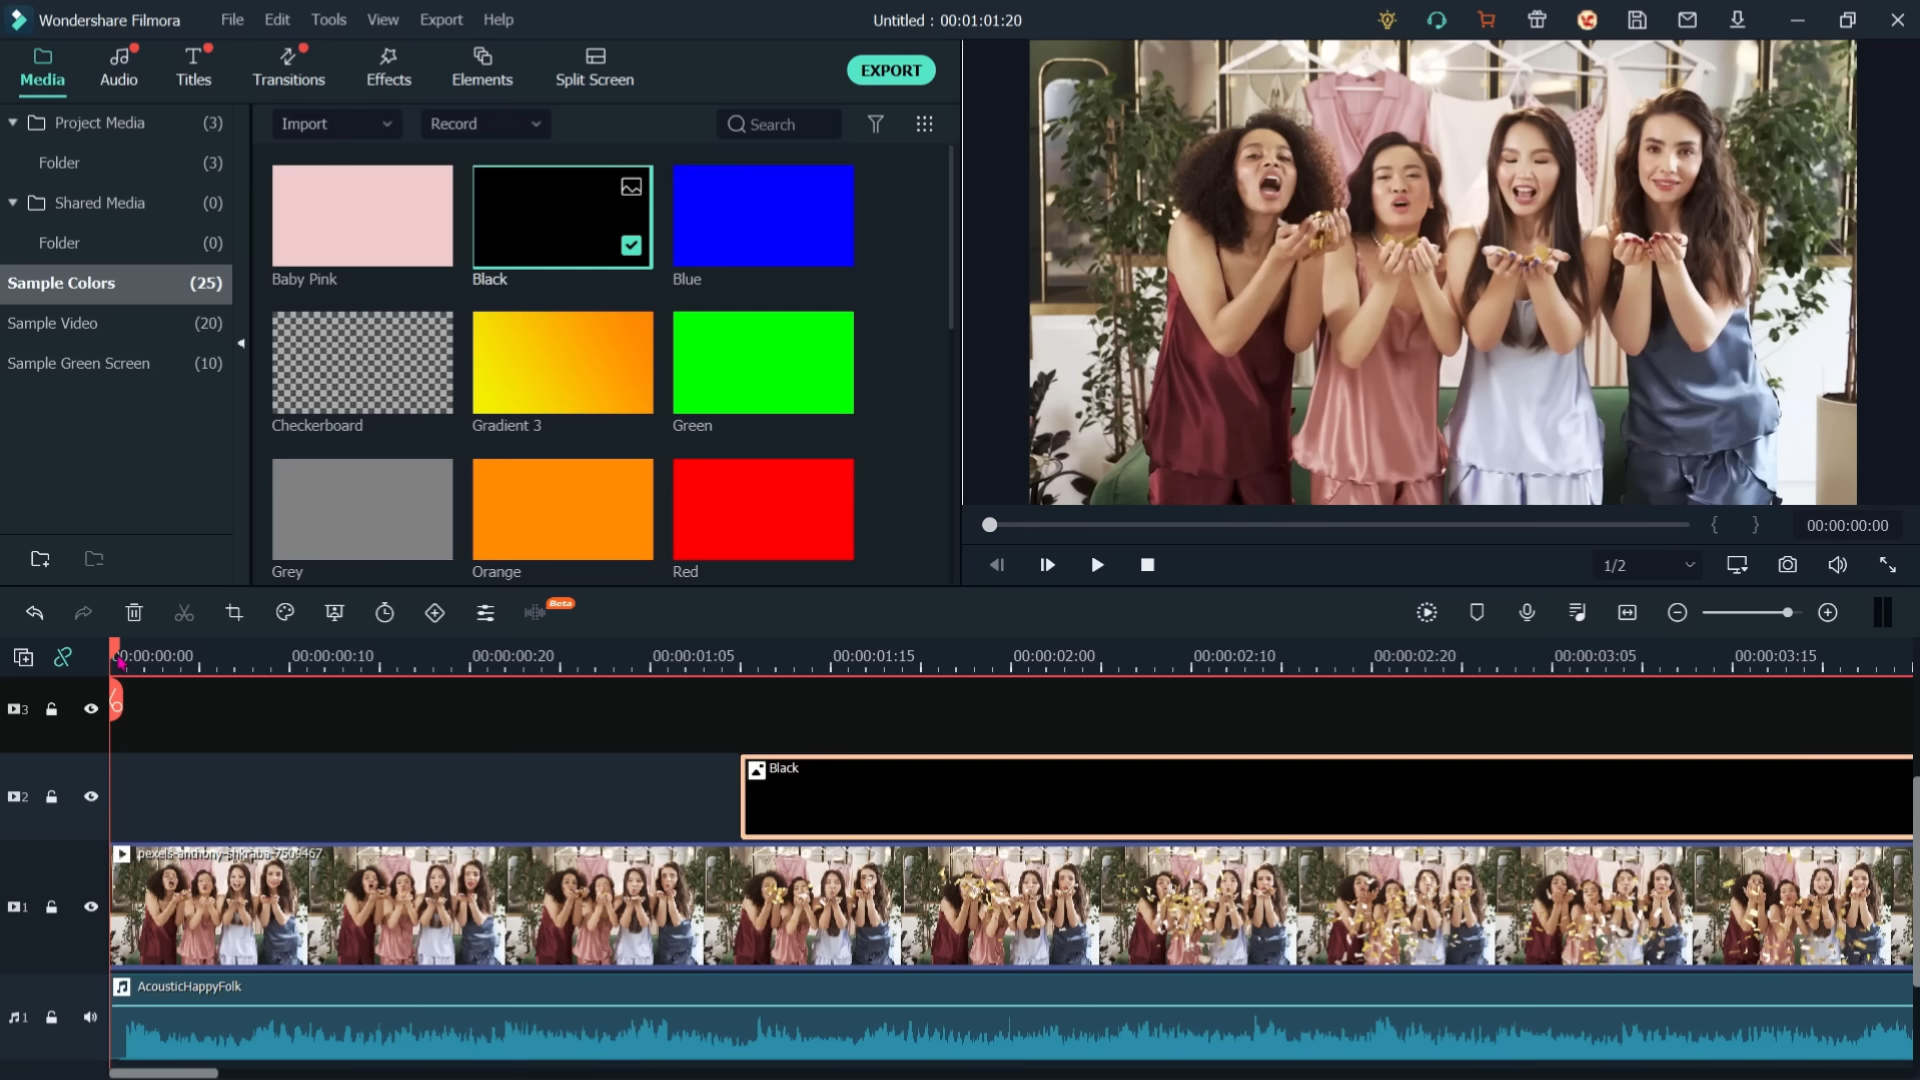 Wondershare Filmora
File
Edit
Tools
View
Export
Help
Untitled : 00:01:01:20
Media
Audio
Titles
Transitions
Effects
Elements
Split Screen
EXPORT
Project Media (3)
Folder (3)
Shared Media (0)
Folder (0)
Sample Colors (25)
Sample Video (20)
Sample Green Screen (10)
Import
Record
Search
Baby Pink
Black
Blue
Checkerboard
Gradient 3
Green
Grey
Orange
Red
{ }
00:00:00:00
1/2
Beta
00:00:00:00
00:00:00:10
00:00:00:20
00:00:01:05
00:00:01:15
00:00:02:00
00:00:02:10
00:00:02:20
00:00:03:05
00:00:03:15
3
2
Black
pexels-anthony-shkraba-7509467
1
AcousticHappyFolk
1